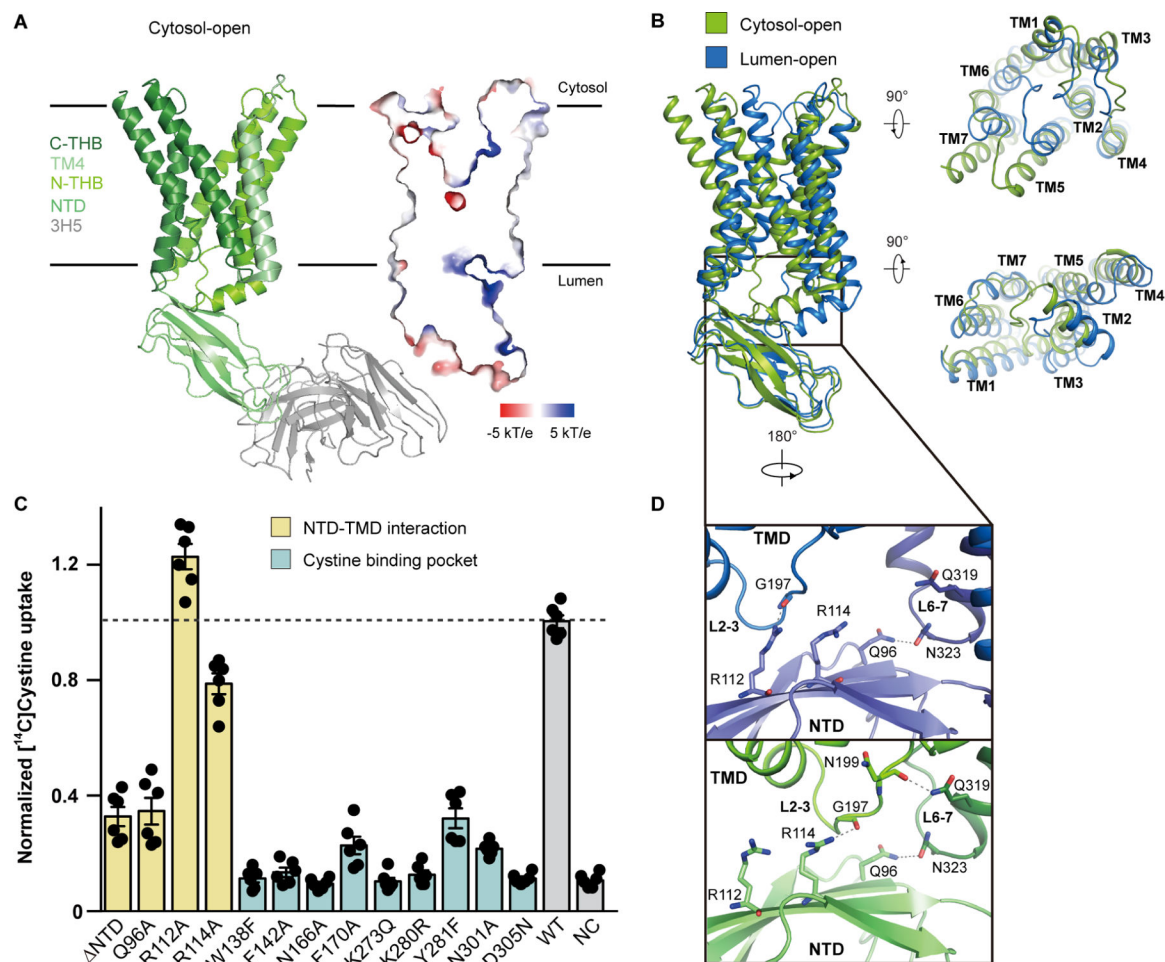 A
Cytosol-open
Cytosol
C-THB
TM4
N-THB
NTD
3H5
Lumen
-5 kT/e 5 kT/e
B
Cytosol-open
Lumen-open
90°
TM1
TM3
TM6
TM7
TM2
TM5
TM4
90°
TM7
TM5
TM4
TM6
TM2
TM1
TM3
180°
C
NTD-TMD interaction
Cystine binding pocket
Normalized [¹⁴C]Cystine uptake
1.2
0.8
0.4
0
ΔNTD
Q96A
R112A
R114A
W138F
F142A
N166A
F170A
K273Q
K280R
Y281F
N301A
D305N
WT
NC
D
TMD
G197
Q319
L2-3
R114
L6-7
Q96
N323
R112
NTD
N199
TMD
Q319
L2-3
G197
L6-7
R114
Q96
N323
R112
NTD